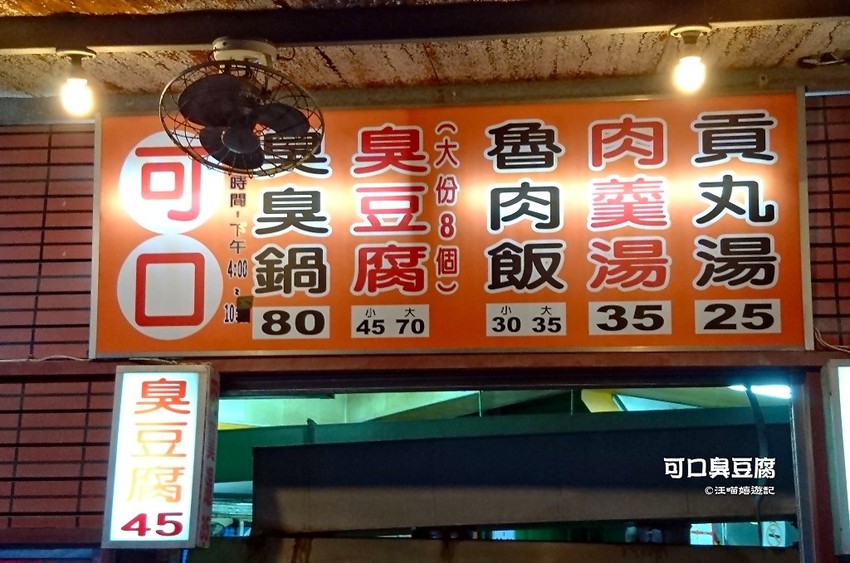 可口
時間：下午
4:00
~
10:
臭臭鍋
80
臭豆腐
(大份8個)
小 大
45 70
魯肉飯
小 大
30 35
肉羹湯
35
貢丸湯
25
臭豆腐
45
可口臭豆腐
©汪喵嬉遊記